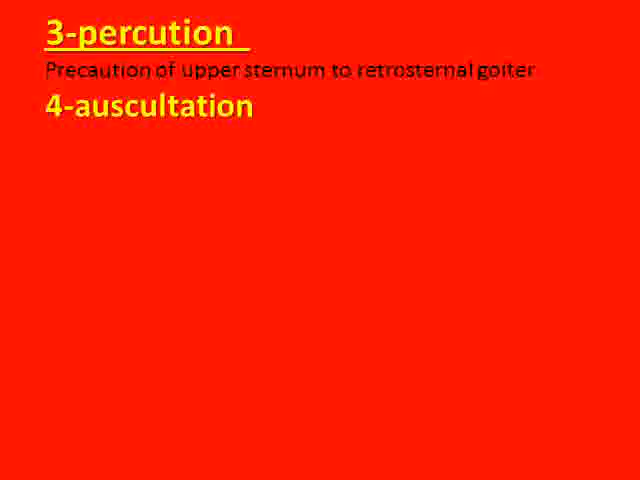 3-percution
Precaution of upper sternum to retrosternal goiter
4-auscultation